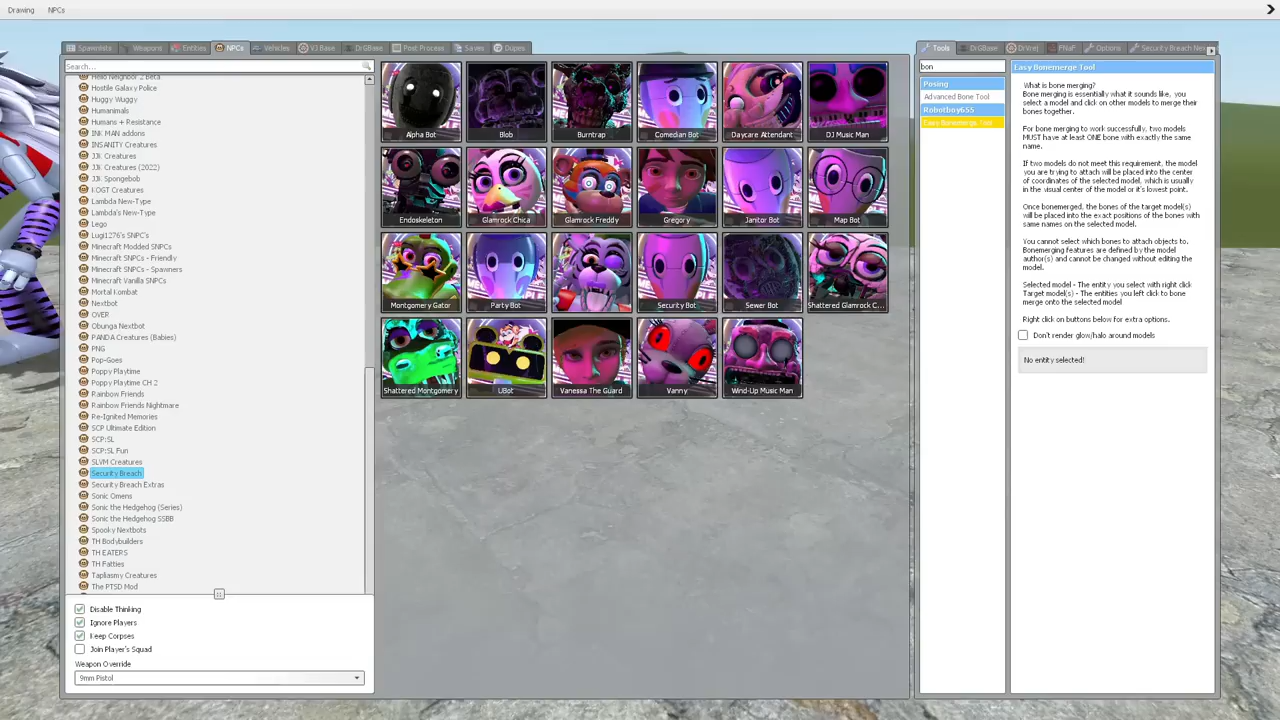 Drawing NPCs
Spawnlists Weapons Entities NPCs Vehicles VJ Base DrGBase Post Process Saves Dupes
Search...
Hello Neighbor 2 Beta
Hostile Galaxy Police
Huggy Wuggy
Humanimals
Humans + Resistance
INK MAN addons
INSANITY Creatures
JJK Creatures
JJK Creatures (2022)
JJK Spongebob
KOGT Creatures
Lambda New-Type
Lambda's New-Type
Lego
Lugi1276's SNPC's
Minecraft Modded SNPCs
Minecraft SNPCs - Friendly
Minecraft SNPCs - Spawners
Minecraft Vanilla SNPCs
Mortal Kombat
Nextbot
OVER
Obunga Nextbot
PANDA Creatures (Babies)
PNG
Pop-Goes
Poppy Playtime
Poppy Playtime CH 2
Rainbow Friends
Rainbow Friends Nightmare
Re-Ignited Memories
SCP Ultimate Edition
SCP:SL
SCP:SL Fun
SLVM Creatures
Security Breach
Security Breach Extras
Sonic Omens
Sonic the Hedgehog (Series)
Sonic the Hedgehog SSBB
Spooky Nextbots
TH Bodybuilders
TH EATERS
TH Fatties
Tapliasmy Creatures
The PTSD Mod
Disable Thinking
Ignore Players
Keep Corpses
Join Player's Squad
Weapon Override
9mm Pistol
Alpha Bot Blob Burntrap Comedian Bot Daycare Attendant DJ Music Man
Endoskeleton Glamrock Chica Glamrock Freddy Gregory Janitor Bot Map Bot
Montgomery Gator Party Bot Security Bot Sewer Bot Shattered Glamrock C...
Shattered Montgomery UBot Vanessa The Guard Vanny Wind-Up Music Man
Tools DrGBase DrVrej FNaF Options Security Breach Nex
bon
Posing
Advanced Bone Tool
Robotboy655
Easy Bonemerge Tool
Easy Bonemerge Tool
What is bone merging?
Bone merging is essentially what it sounds like, you
select a model and click on other models to merge their
bones together.
For bone merging to work successfully, two models
MUST have at least ONE bone with exactly the same
name.
If two models do not meet this requirement, the model
you are trying to attach will be placed into the center
of coordinates of the selected model, which is usually
in the visual center of the model or it's lowest point.
Once bonemerged, the bones of the target model(s)
will be placed into the exact positions of the bones with
same names on the selected model.
You cannot select which bones to attach objects to.
Bonemerging features are defined by the model
author(s) and cannot be changed without editing the
model.
Selected model - The entity you select with right click
Target model(s) - The entities you left click to bone
merge onto the selected model
Right click on buttons below for extra options.
Don't render glow/halo around models
No entity selected!